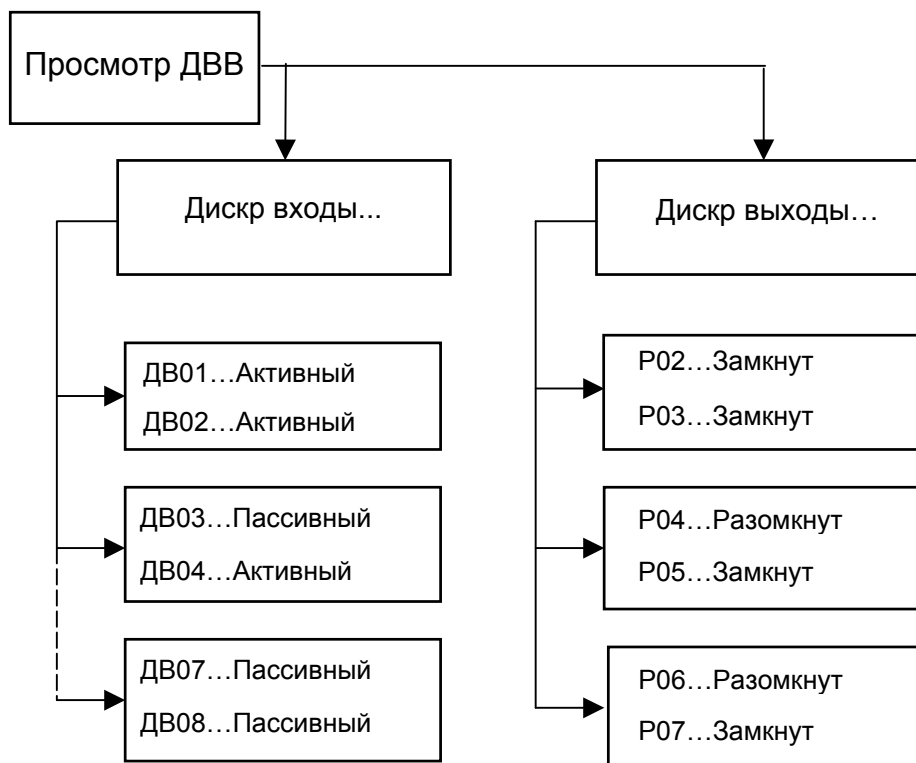 Просмотр ДВВ
Дискр входы...
Дискр выходы…
ДВ01…Активный
ДВ02…Активный
ДВ03…Пассивный
ДВ04…Активный
ДВ07…Пассивный
ДВ08…Пассивный
Р02…Замкнут
Р03…Замкнут
Р04…Разомкнут
Р05…Замкнут
Р06…Разомкнут
Р07…Замкнут